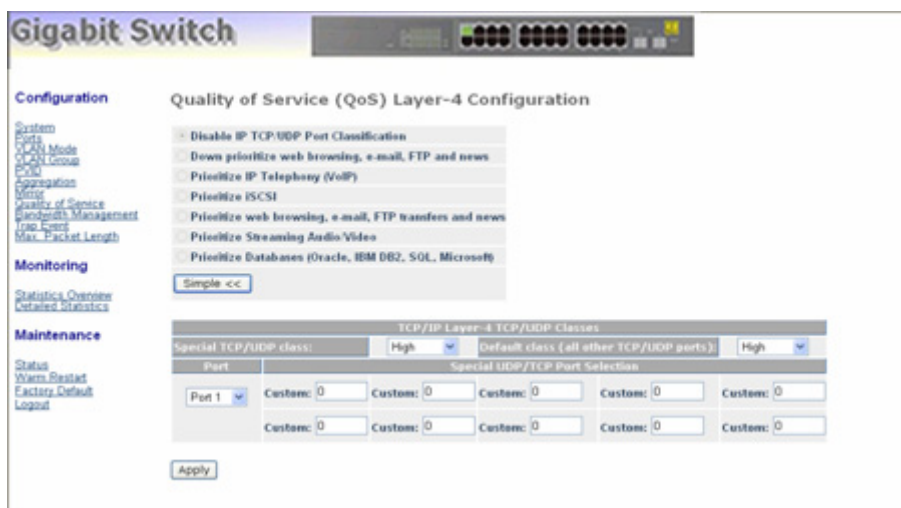 Gigabit Switch
Configuration
System
Ports
VLAN Mode
VLAN Group
PVID
Aggregation
Mirror
Quality of Service
Bandwidth Management
Trap Event
Max. Packet Length
Monitoring
Statistics Overview
Detailed Statistics
Maintenance
Status
Warm Restart
Factory Default
Logout
Quality of Service (QoS) Layer-4 Configuration
Disable IP TCP/UDP Port Classification
Down prioritize web browsing, e-mail, FTP and news
Prioritize IP Telephony (VoIP)
Prioritize iSCSI
Prioritize web browsing, e-mail, FTP transfers and news
Prioritize Streaming Audio/Video
Prioritize Databases (Oracle, IBM DB2, SQL, Microsoft)
Simple <<
TCP/IP Layer-4 TCP/UDP Classes
Special TCP/UDP class: High Default class (all other TCP/UDP ports): High
Port Special UDP/TCP Port Selection
Port 1 Custom: 0 Custom: 0 Custom: 0 Custom: 0 Custom: 0
Custom: 0 Custom: 0 Custom: 0 Custom: 0 Custom: 0
Apply